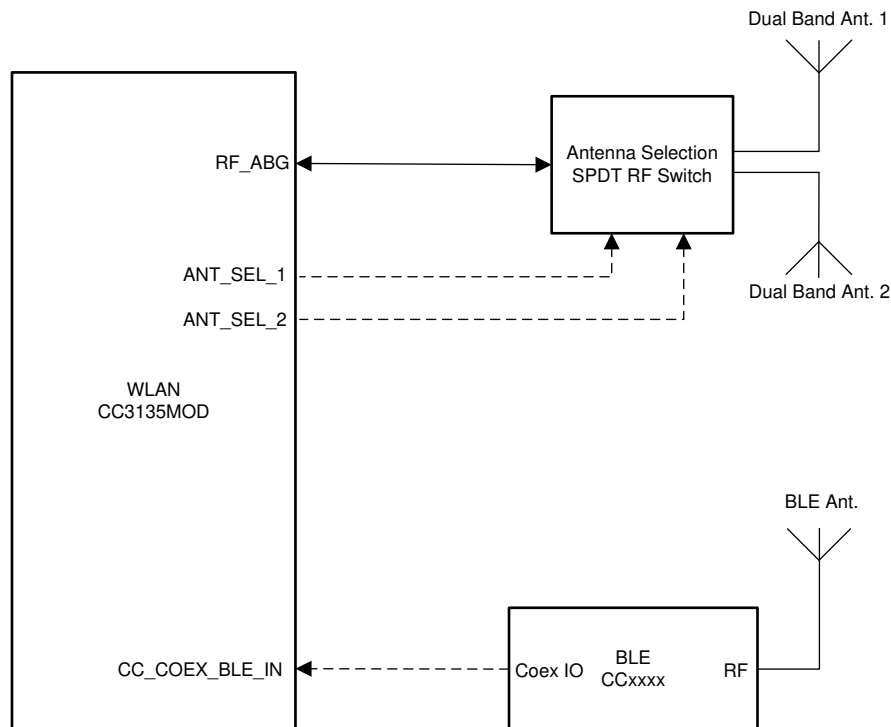 Dual Band Ant. 1
RF_ABG
Antenna Selection
SPDT RF Switch
ANT_SEL_1
Dual Band Ant. 2
ANT_SEL_2
WLAN
CC3135MOD
BLE Ant.
CC_COEX_BLE_IN
Coex IO
BLE
CCxxxx
RF